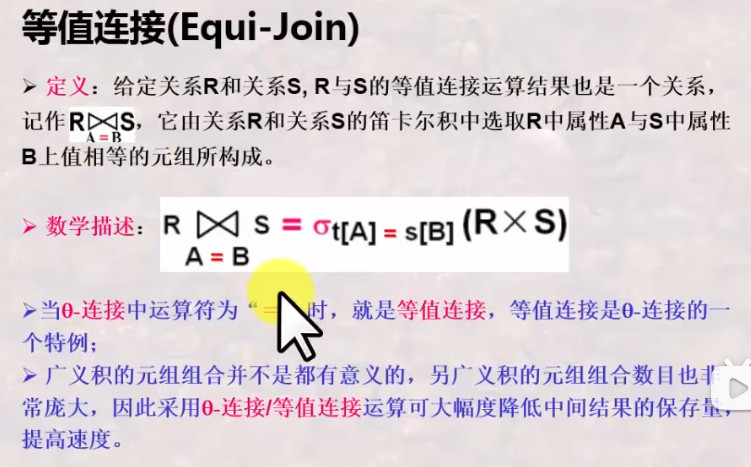 等值连接(Equi-Join)
➢ 定义：给定关系R和关系S, R与S的等值连接运算结果也是一个关系，
记作 R⋈S，它由关系R和关系S的笛卡尔积中选取R中属性A与S中属性
A = B
B上值相等的元组所构成。
➢ 数学描述： R ⋈ S = σt[A] = s[B] (R×S)
A = B
➢当θ-连接中运算符为“＝”时，就是等值连接，等值连接是θ-连接的一
个特例；
➢ 广义积的元组组合并不是都有意义的，另广义积的元组组合数目也非
常庞大，因此采用θ-连接/等值连接运算可大幅度降低中间结果的保存量，
提高速度。